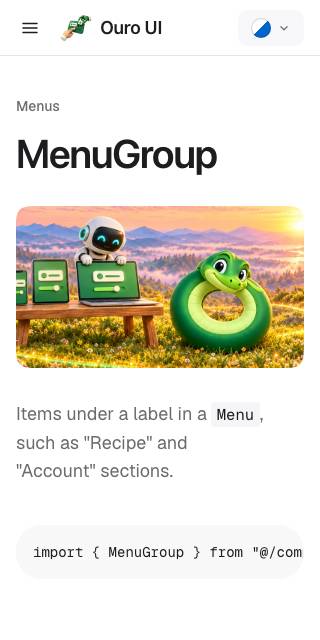 Ouro UI
Menus
MenuGroup
Items under a label in a Menu,
such as "Recipe" and
"Account" sections.
import { MenuGroup } from "@/com